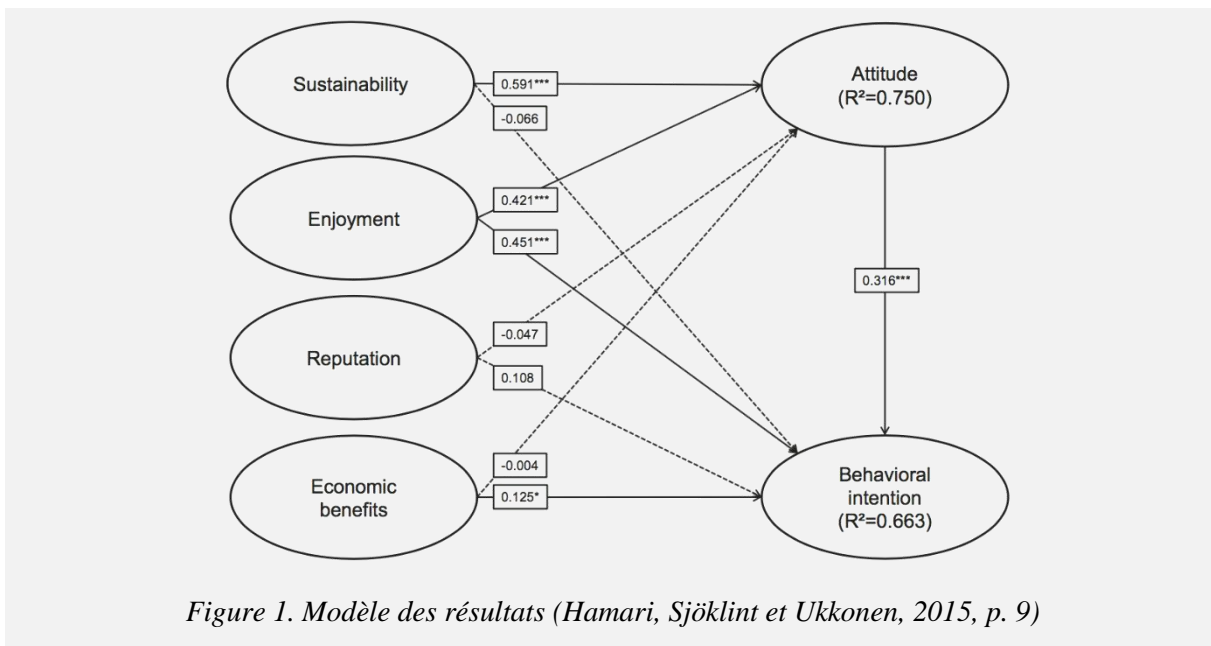 Sustainability
0.591***
-0.066
Attitude
(R²=0.750)
Enjoyment
0.421***
0.451***
0.316***
Reputation
-0.047
0.108
Economic
benefits
-0.004
0.125*
Behavioral
intention
(R²=0.663)
Figure 1. Modèle des résultats (Hamari, Sjöklint et Ukkonen, 2015, p. 9)